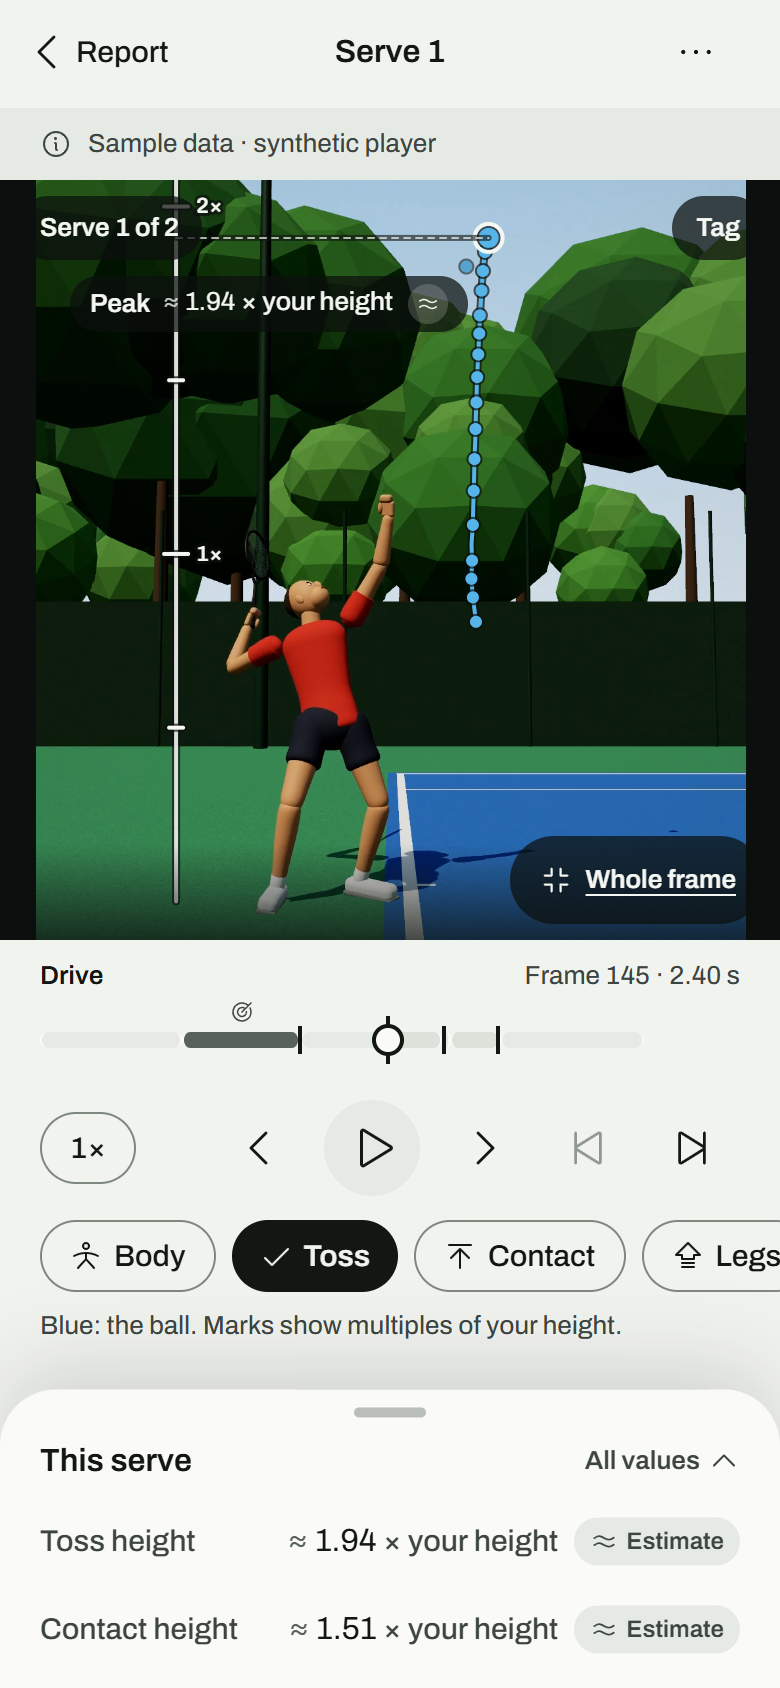 Report
Serve 1
...
Sample data · synthetic player
2×
Serve 1 of 2
Tag
Peak ≈ 1.94 × your height ≈
1×
Whole frame
Drive
Frame 145 · 2.40 s
1×
Body
Toss
Contact
Legs
Blue: the ball. Marks show multiples of your height.
This serve
All values
Toss height
≈ 1.94 × your height
≈ Estimate
Contact height
≈ 1.51 × your height
≈ Estimate